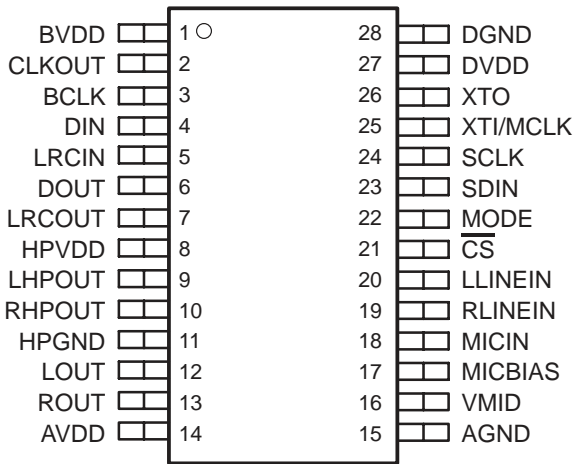 BVDD 1 28 DGND
CLKOUT 2 27 DVDD
BCLK 3 26 XTO
DIN 4 25 XTI/MCLK
LRCIN 5 24 SCLK
DOUT 6 23 SDIN
LRCOUT 7 22 MODE
HPVDD 8 21 C̅S̅
LHPOUT 9 20 LLINEIN
RHPOUT 10 19 RLINEIN
HPGND 11 18 MICIN
LOUT 12 17 MICBIAS
ROUT 13 16 VMID
AVDD 14 15 AGND